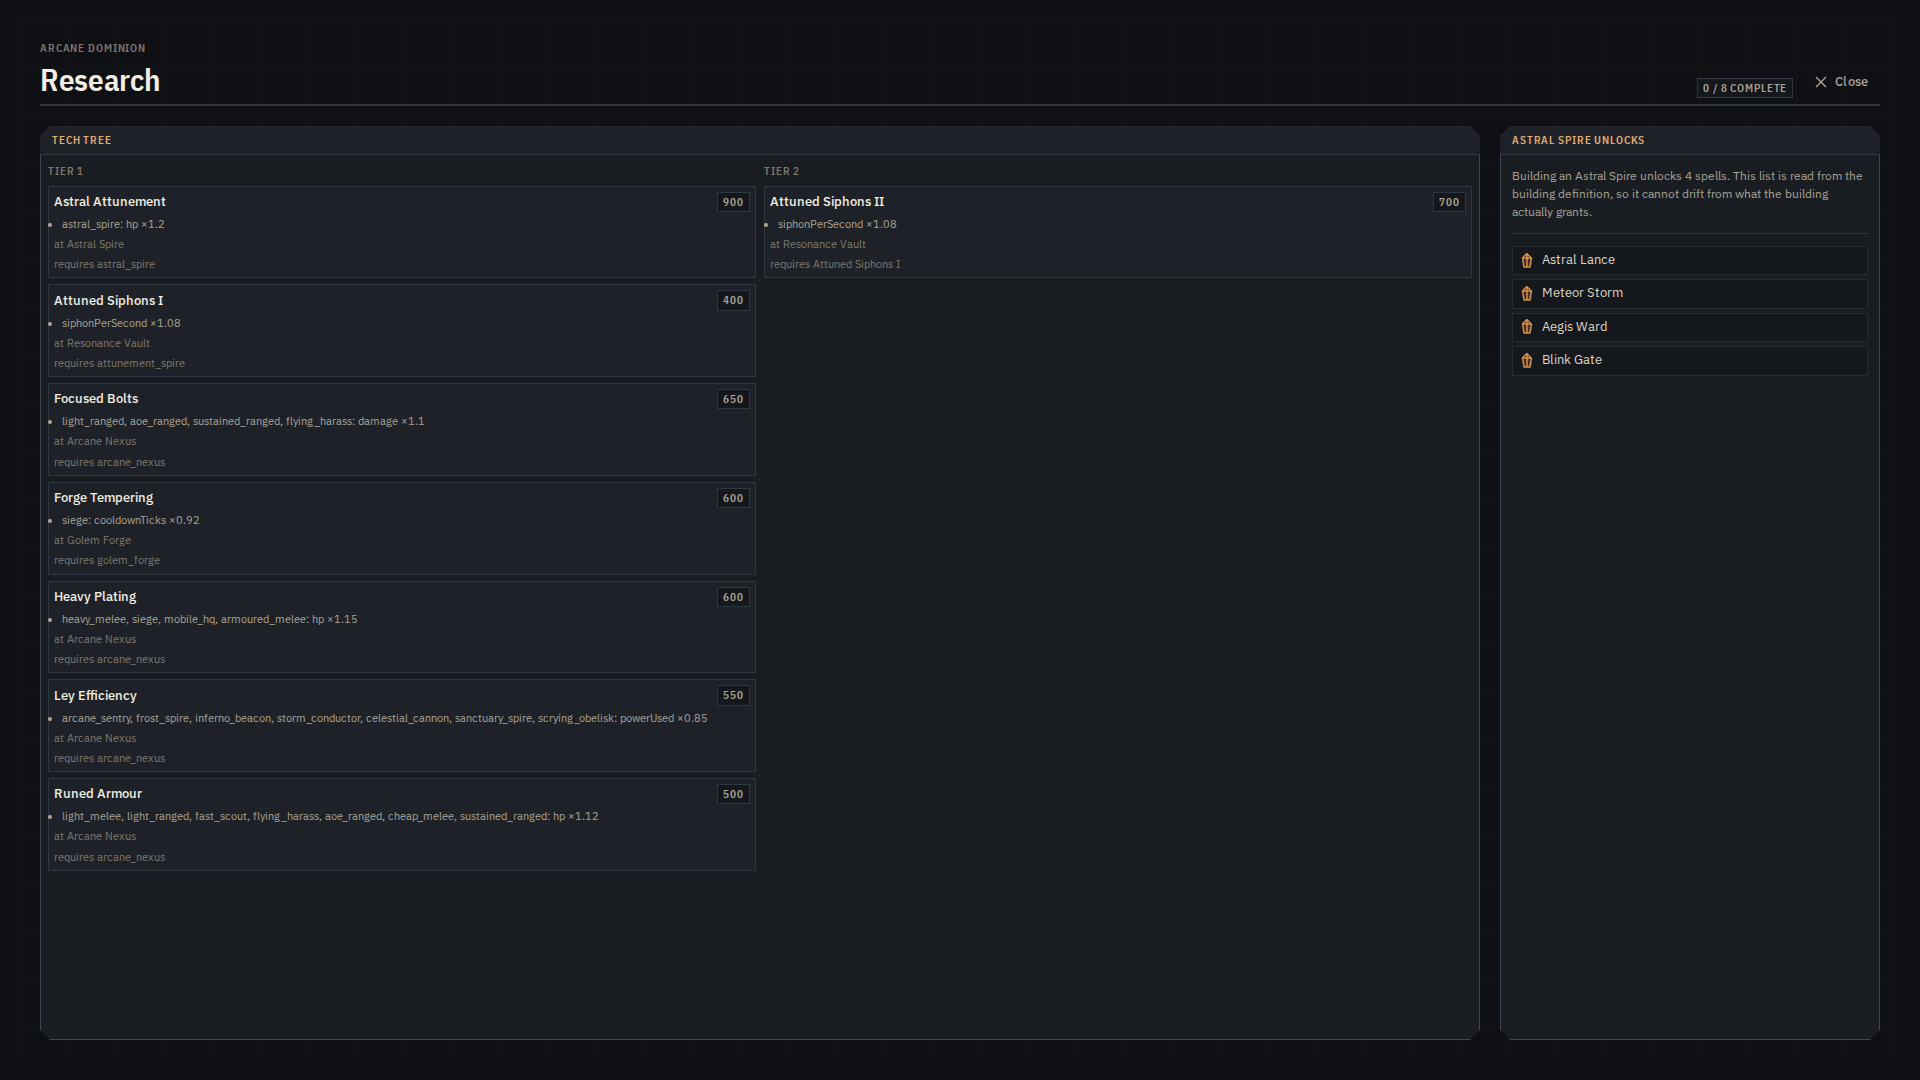 ARCANE DOMINION
Research
0 / 8 COMPLETE
Close
TECH TREE
TIER 1
Astral Attunement
900
astral_spire: hp ×1.2
at Astral Spire
requires astral_spire
Attuned Siphons I
400
siphonPerSecond ×1.08
at Resonance Vault
requires attunement_spire
Focused Bolts
650
light_ranged, aoe_ranged, sustained_ranged, flying_harass: damage ×1.1
at Arcane Nexus
requires arcane_nexus
Forge Tempering
600
siege: cooldownTicks ×0.92
at Golem Forge
requires golem_forge
Heavy Plating
600
heavy_melee, siege, mobile_hq, armoured_melee: hp ×1.15
at Arcane Nexus
requires arcane_nexus
Ley Efficiency
550
arcane_sentry, frost_spire, inferno_beacon, storm_conductor, celestial_cannon, sanctuary_spire, scrying_obelisk: powerUsed ×0.85
at Arcane Nexus
requires arcane_nexus
Runed Armour
500
light_melee, light_ranged, fast_scout, flying_harass, aoe_ranged, cheap_melee, sustained_ranged: hp ×1.12
at Arcane Nexus
requires arcane_nexus
TIER 2
Attuned Siphons II
700
siphonPerSecond ×1.08
at Resonance Vault
requires Attuned Siphons I
ASTRAL SPIRE UNLOCKS
Building an Astral Spire unlocks 4 spells. This list is read from the
building definition, so it cannot drift from what the building
actually grants.
Astral Lance
Meteor Storm
Aegis Ward
Blink Gate